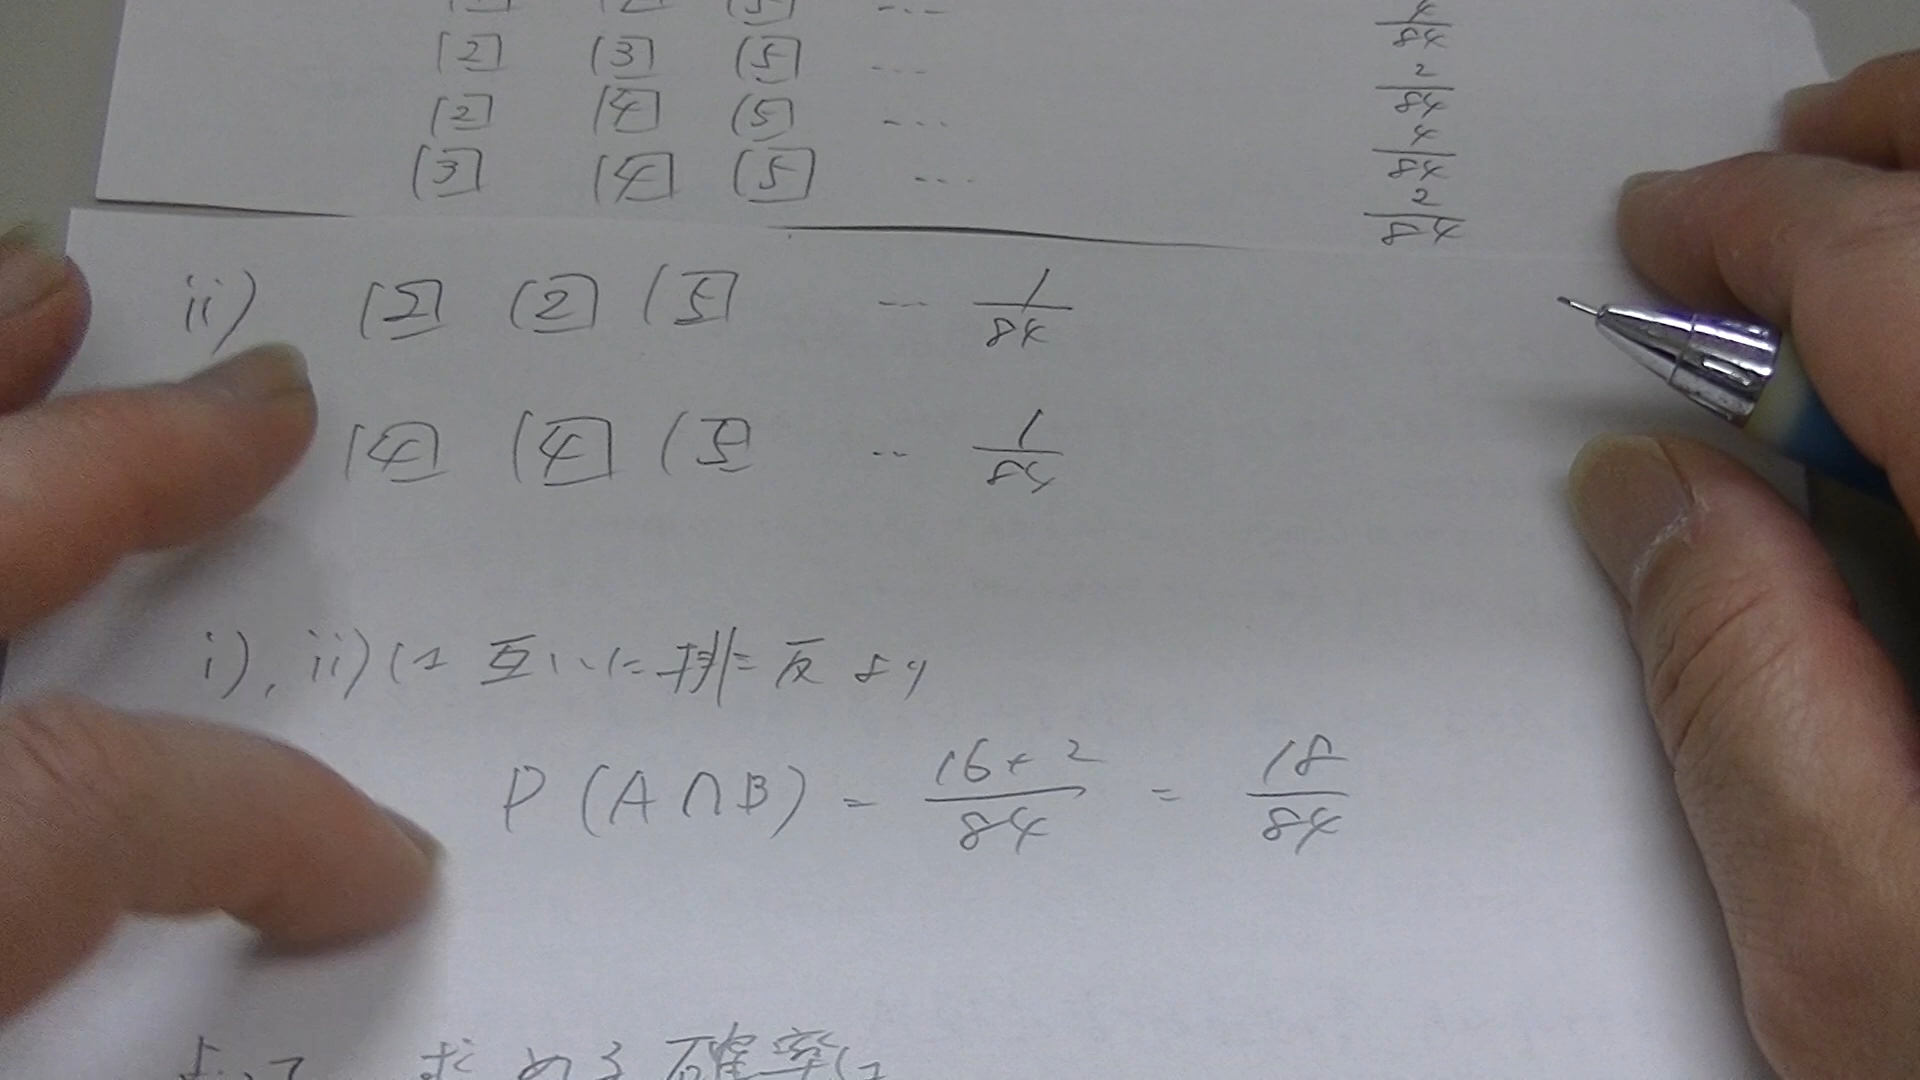 [2] [3] [5] ... 4/84
[2] [4] [5] ... 2/84
[3] [4] [5] ... 4/84
2/84
ii) [2] [2] [5] ... 1/84
[4] [4] [5] .. 1/84
i), ii)は互いに排反より
P(A∩B) = 16+2/84 = 18/84
よって 求める確率は